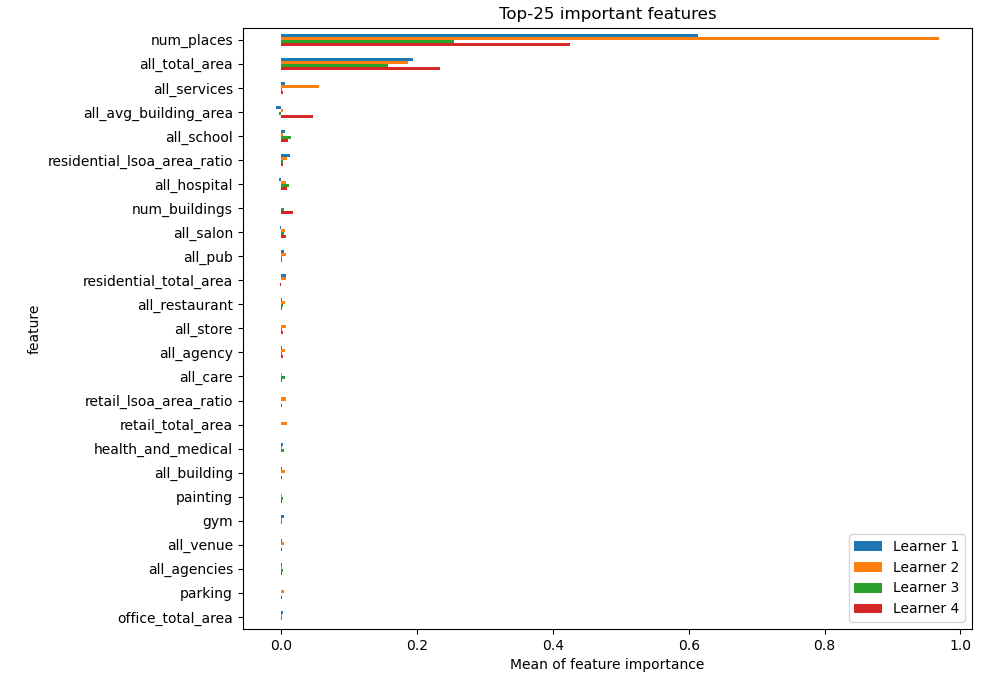 Top-25 important features
num_places
all_total_area
all_services
all_avg_building_area
all_school
residential_lsoa_area_ratio
all_hospital
num_buildings
all_salon
all_pub
residential_total_area
all_restaurant
all_store
all_agency
all_care
retail_lsoa_area_ratio
retail_total_area
health_and_medical
all_building
painting
gym
all_venue
all_agencies
parking
office_total_area
feature
Learner 1
Learner 2
Learner 3
Learner 4
0.0 0.2 0.4 0.6 0.8 1.0
Mean of feature importance